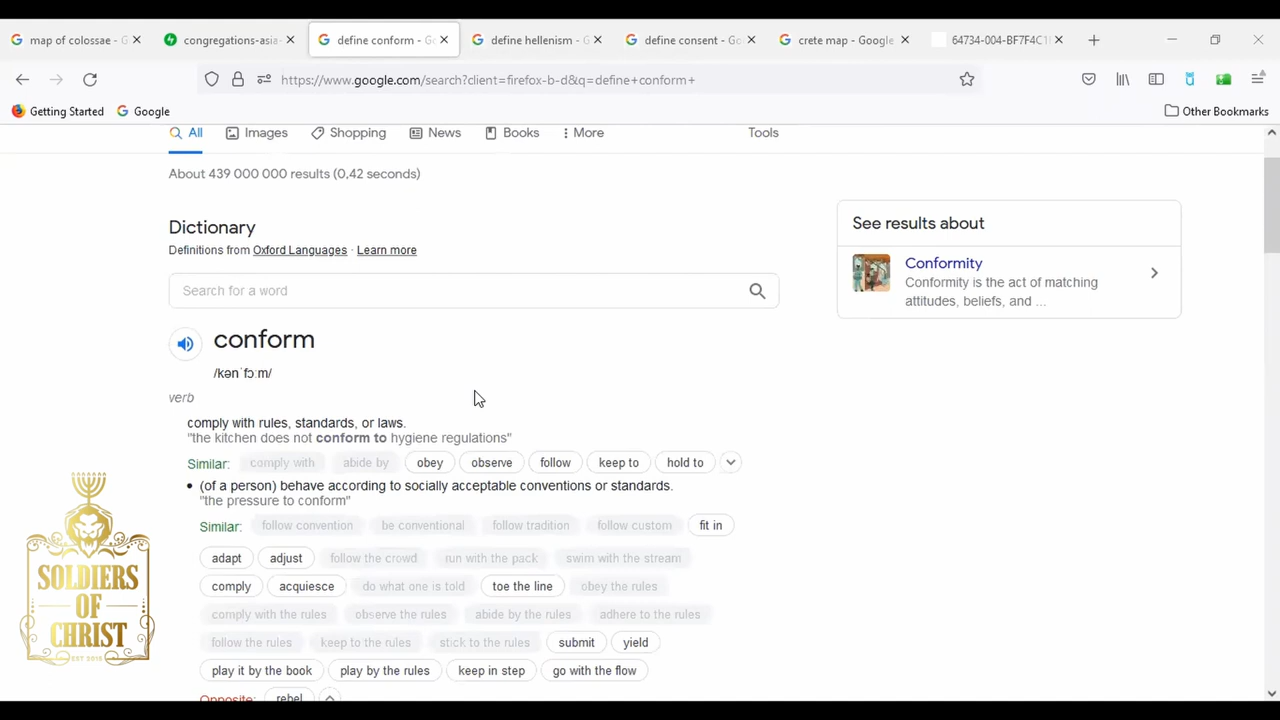 map of colossae - G
congregations-asia-
define conform - Go
define hellenism - G
define consent - Go
crete map - Google
64734-004-BF7F4C1
https://www.google.com/search?client=firefox-b-d&q=define+conform+
Getting Started
Google
Other Bookmarks
All
Images
Shopping
News
Books
More
Tools
About 439 000 000 results (0,42 seconds)
Dictionary
Definitions from Oxford Languages · Learn more
Search for a word
conform
/kənˈfɔːm/
verb
comply with rules, standards, or laws.
"the kitchen does not conform to hygiene regulations"
Similar: comply with abide by obey observe follow keep to hold to
• (of a person) behave according to socially acceptable conventions or standards.
"the pressure to conform"
Similar: follow convention be conventional follow tradition follow custom fit in
adapt adjust follow the crowd run with the pack swim with the stream
comply acquiesce do what one is told toe the line obey the rules
comply with the rules observe the rules abide by the rules adhere to the rules
follow the rules keep to the rules stick to the rules submit yield
play it by the book play by the rules keep in step go with the flow
Opposite: rebel
See results about
Conformity
Conformity is the act of matching
attitudes, beliefs, and ...
SOLDIERS
OF
CHRIST
EST 2015